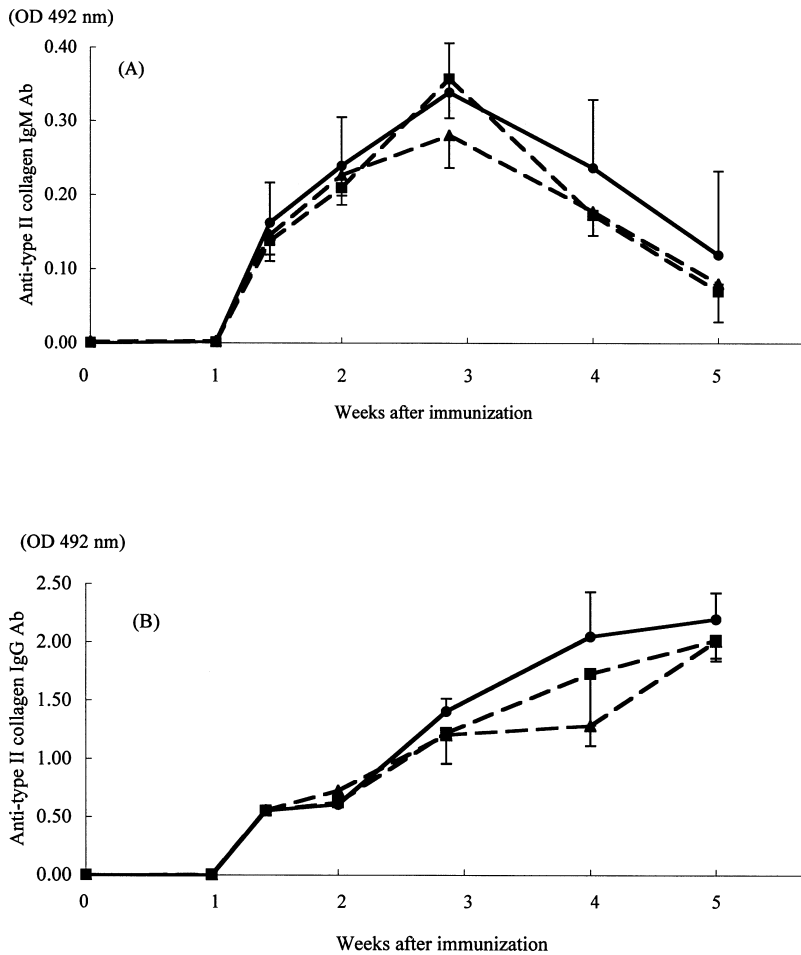 (OD 492 nm)
0.40
(A)
0.30
0.20
0.10
0.00
Anti-type II collagen IgM Ab
0 1 2 3 4 5
Weeks after immunization
(OD 492 nm)
2.50
(B)
2.00
1.50
1.00
0.50
0.00
Anti-type II collagen IgG Ab
0 1 2 3 4 5
Weeks after immunization